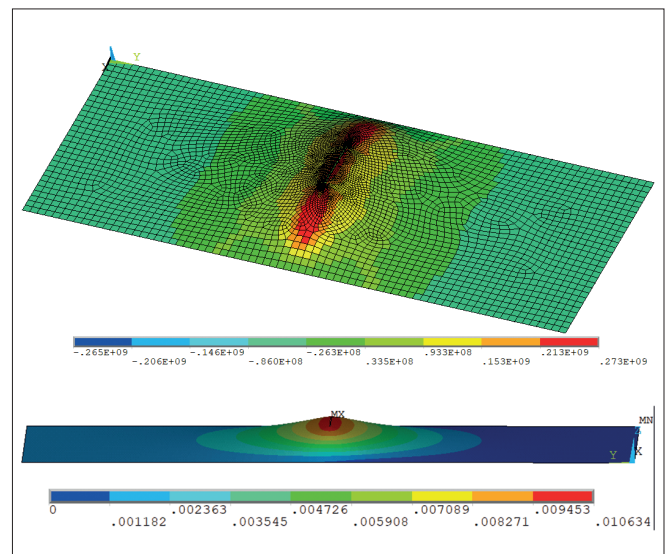 Y
X
-.265E+09 -.146E+09 -.263E+08 .933E+08 .213E+09
-.206E+09 -.860E+08 .335E+08 .153E+09 .273E+09
MX
MN
Y X
0 .002363 .004726 .007089 .009453
.001182 .003545 .005908 .008271 .010634